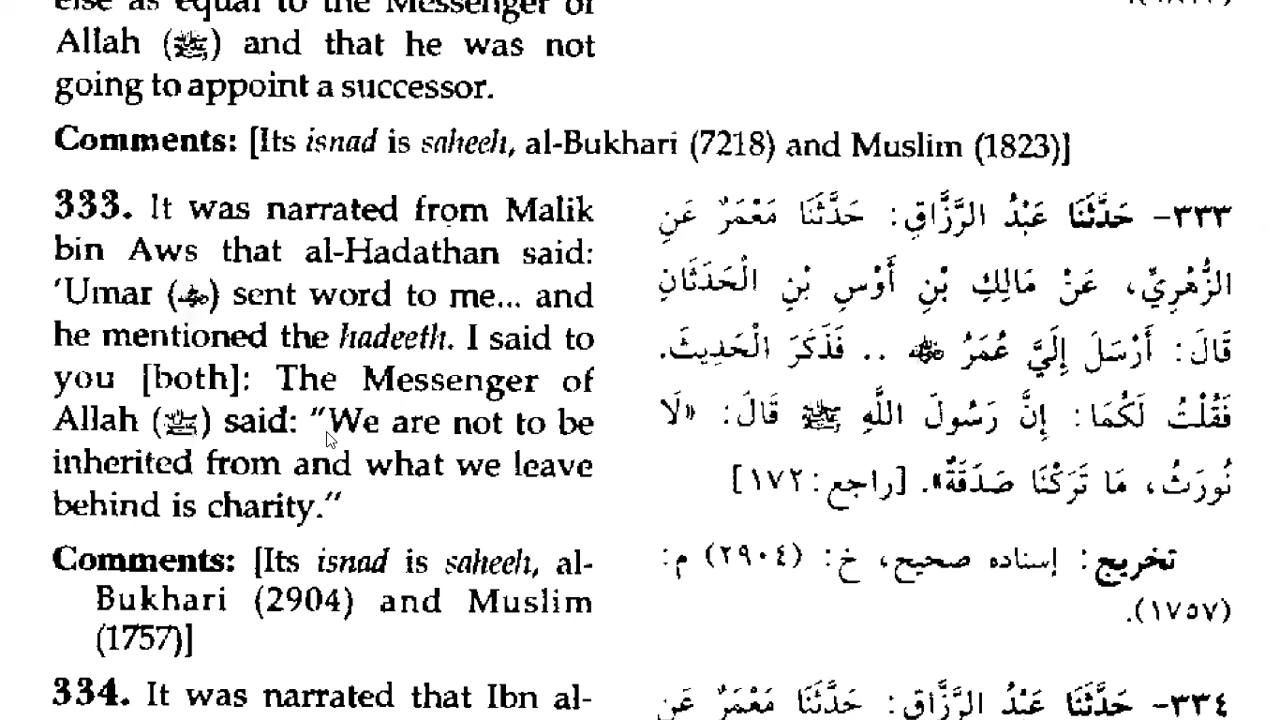 else as equal to the Messenger of
Allah (ﷺ) and that he was not
going to appoint a successor.
Comments: [Its isnad is saheeh, al-Bukhari (7218) and Muslim (1823)]
333. It was narrated from Malik
bin Aws that al-Hadathan said:
'Umar (رضي الله عنه) sent word to me... and
he mentioned the hadeeth. I said to
you [both]: The Messenger of
Allah (ﷺ) said: "We are not to be
inherited from and what we leave
behind is charity."
Comments: [Its isnad is saheeh, al-
Bukhari (2904) and Muslim
(1757)]
334. It was narrated that Ibn al-
٣٣٣- حَدَّثَنَا عَبْدُ الرَّزَّاقِ: حَدَّثَنَا مَعْمَرٌ عَنِ
الزُّهْرِيِّ، عَنْ مَالِكِ بْنِ أَوْسِ بْنِ الْحَدَثَانِ
قَالَ: أَرْسَلَ إِلَيَّ عُمَرُ رضي الله عنه .. فَذَكَرَ الْحَدِيثَ.
فَقُلْتُ لَكُمَا: إِنَّ رَسُولَ اللَّهِ ﷺ قَالَ: «لَا
نُورَثُ، مَا تَرَكْنَا صَدَقَةٌ». [راجع: ١٧٢]
تخريج: إسناده صحيح، خ: (٢٩٠٤) م:
(١٧٥٧).
٣٣٤- حَدَّثَنَا عَبْدُ الرَّزَّاقِ: حَدَّثَنَا مَعْمَرٌ عَنِ